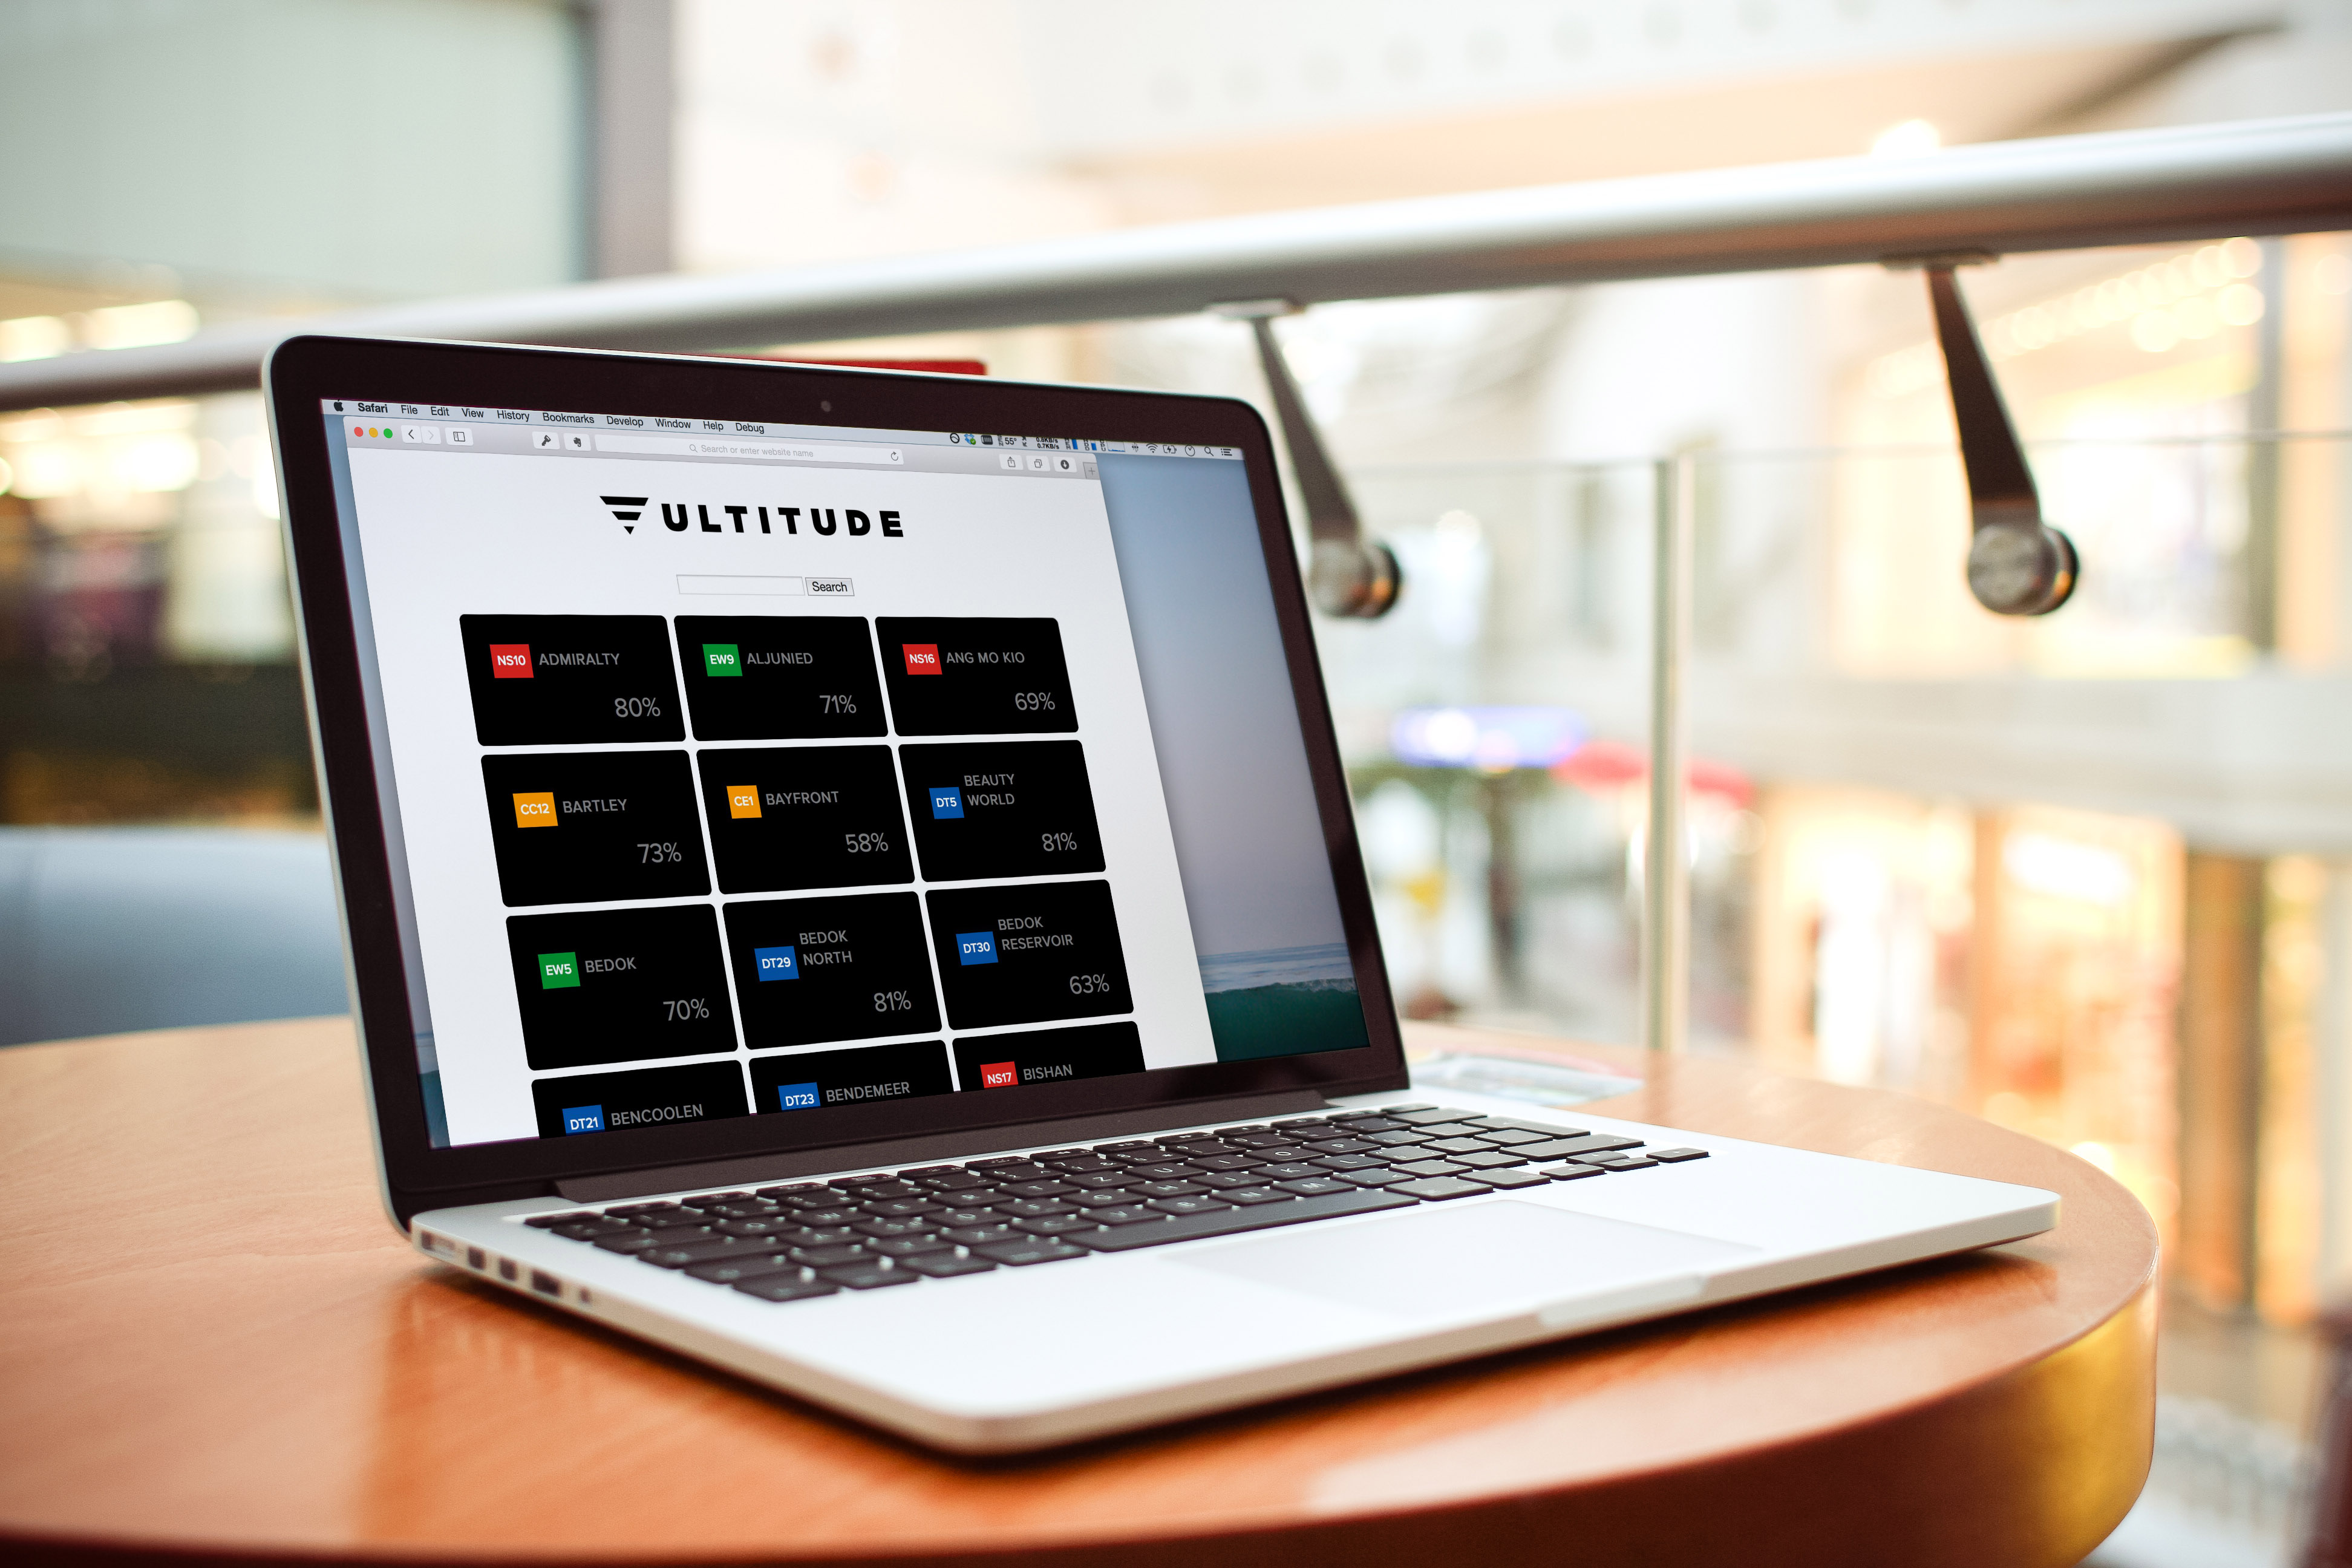 Safari File Edit View History Bookmarks Develop Window Help Debug
55°
Search or enter website name
ULTITUDE
Search
NS10 ADMIRALTY
80%
EW9 ALJUNIED
71%
NS16 ANG MO KIO
69%
CC12 BARTLEY
73%
CE1 BAYFRONT
58%
DT5 BEAUTY
WORLD
81%
EW5 BEDOK
70%
DT29 BEDOK
NORTH
81%
DT30 BEDOK
RESERVOIR
63%
DT21 BENCOOLEN
DT23 BENDEMEER
NS17 BISHAN